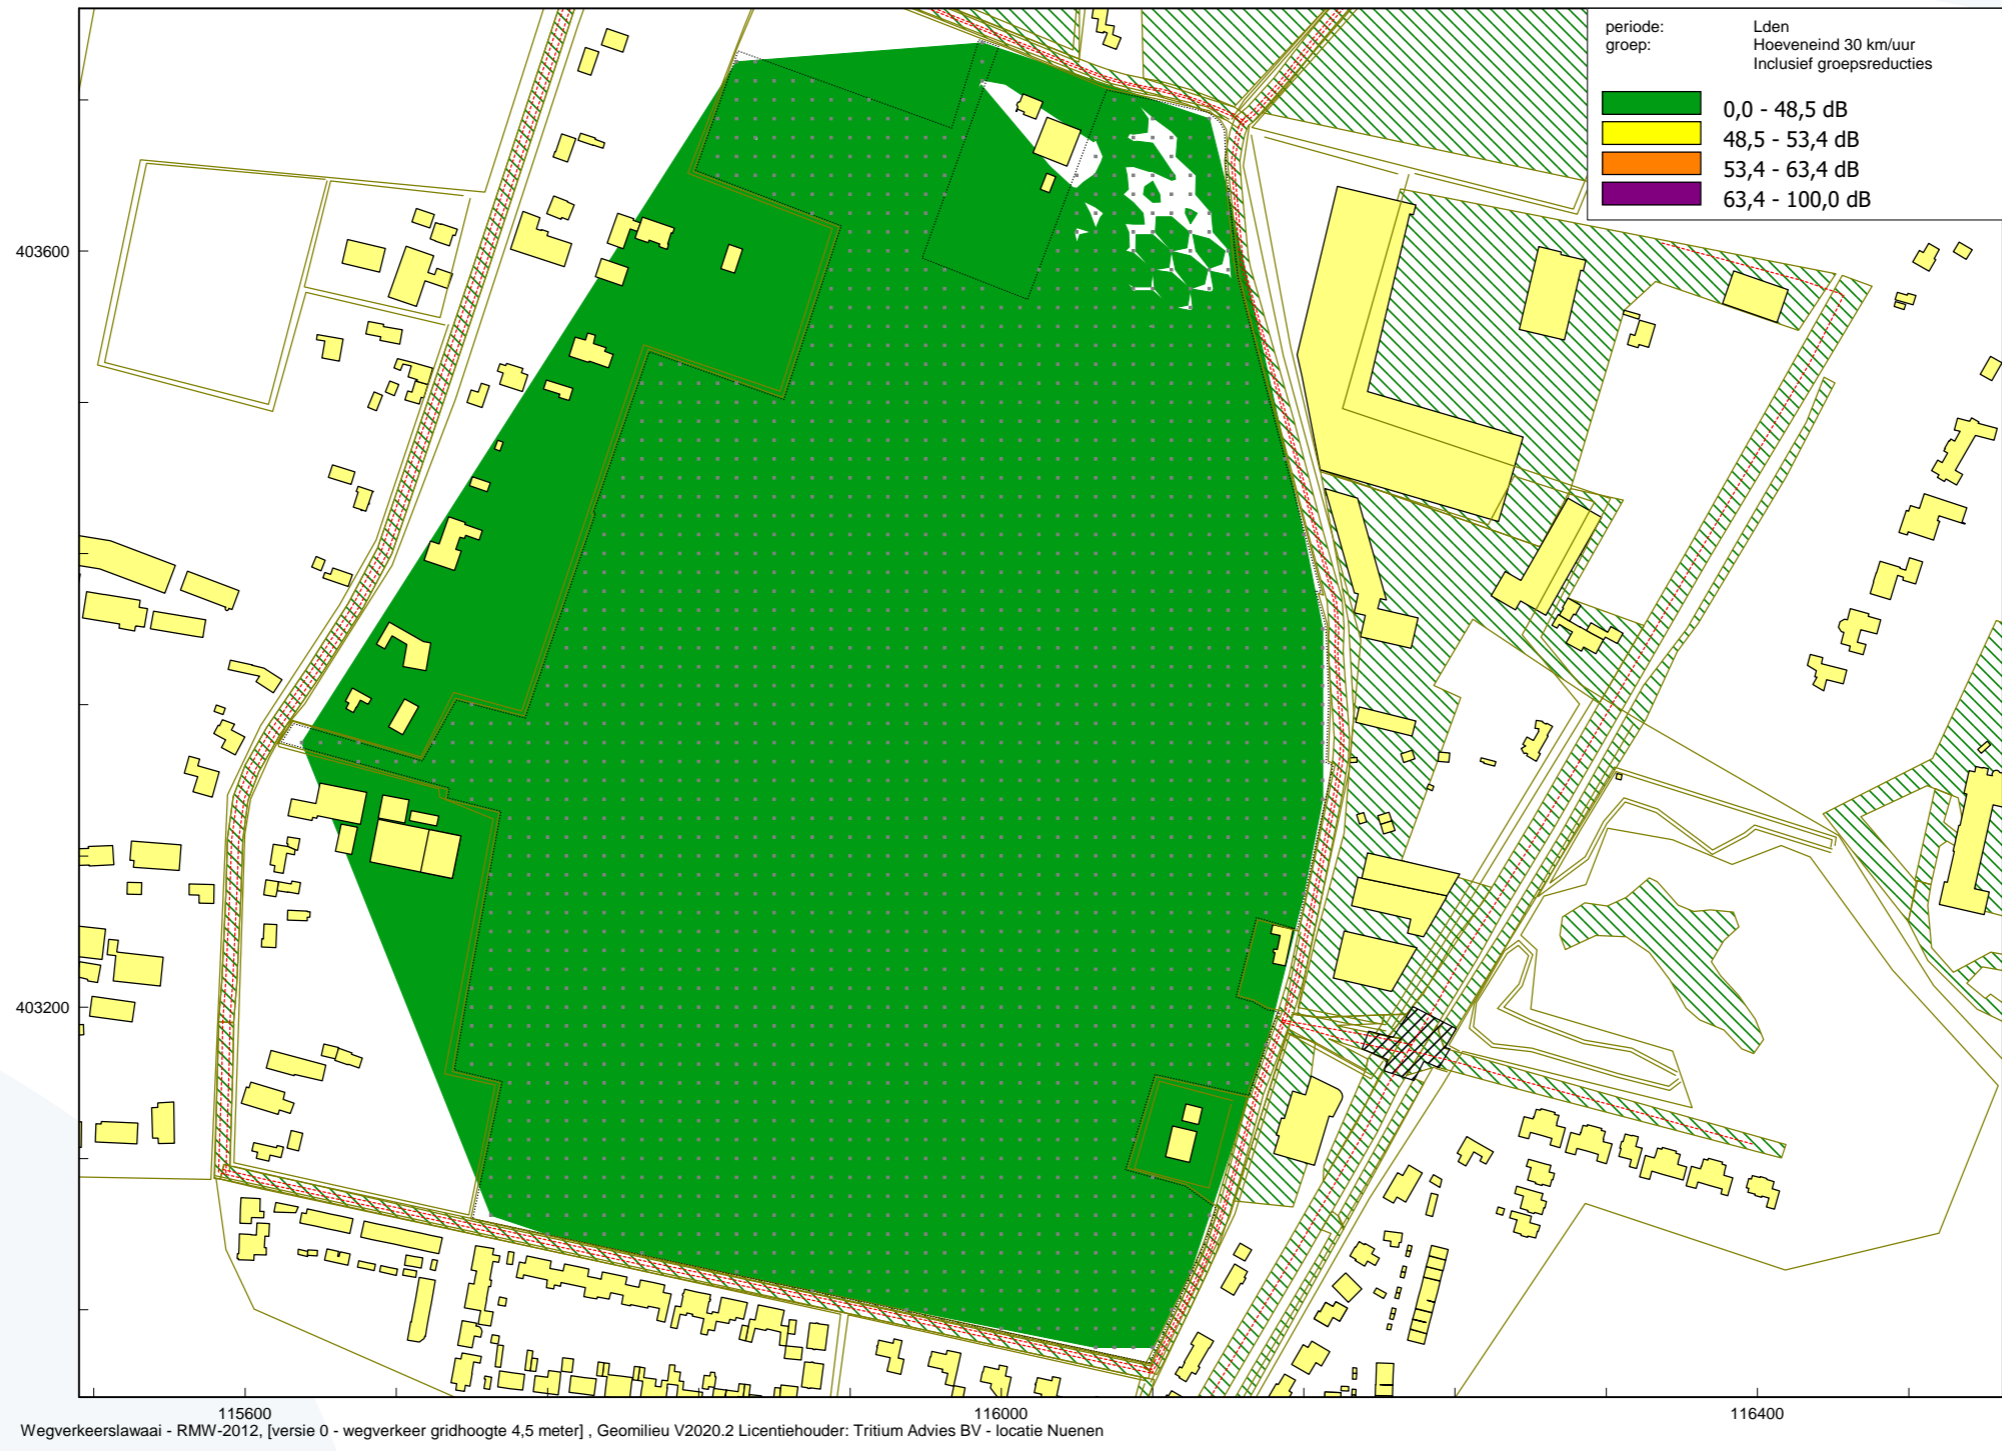 periode: Lden
groep: Hoeveneind 30 km/uur
Inclusief groepsreducties
0,0 - 48,5 dB
48,5 - 53,4 dB
53,4 - 63,4 dB
63,4 - 100,0 dB
403600
403200
115600 116000 116400
Wegverkeerslawaai - RMW-2012, [versie 0 - wegverkeer gridhoogte 4,5 meter] , Geomilieu V2020.2 Licentiehouder: Tritium Advies BV - locatie Nuenen